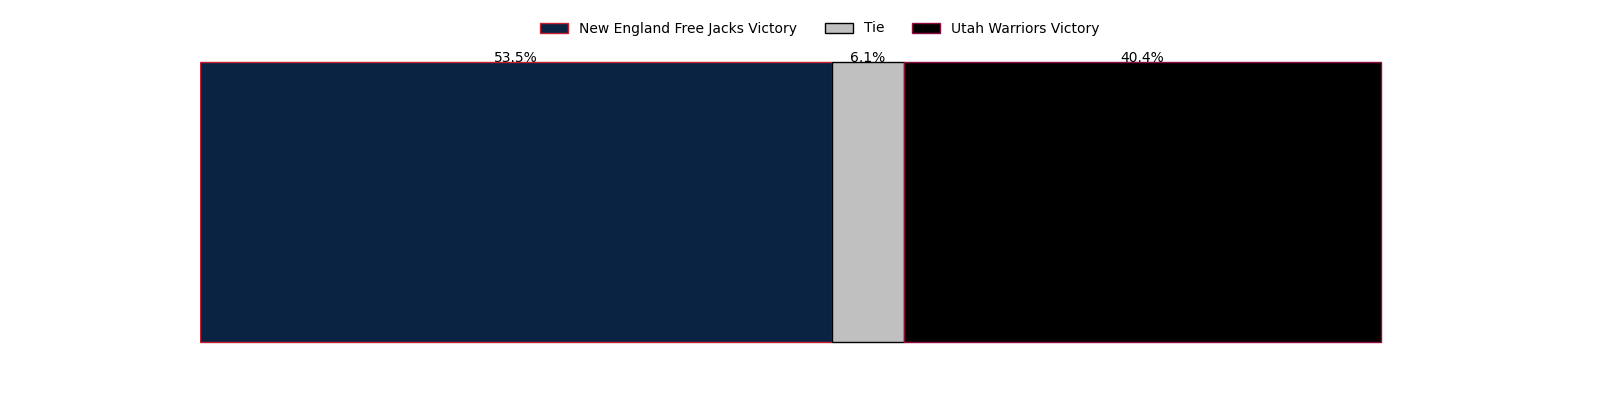 New England Free Jacks Victory Tie Utah Warriors Victory
53.5% 6.1% 40.4%